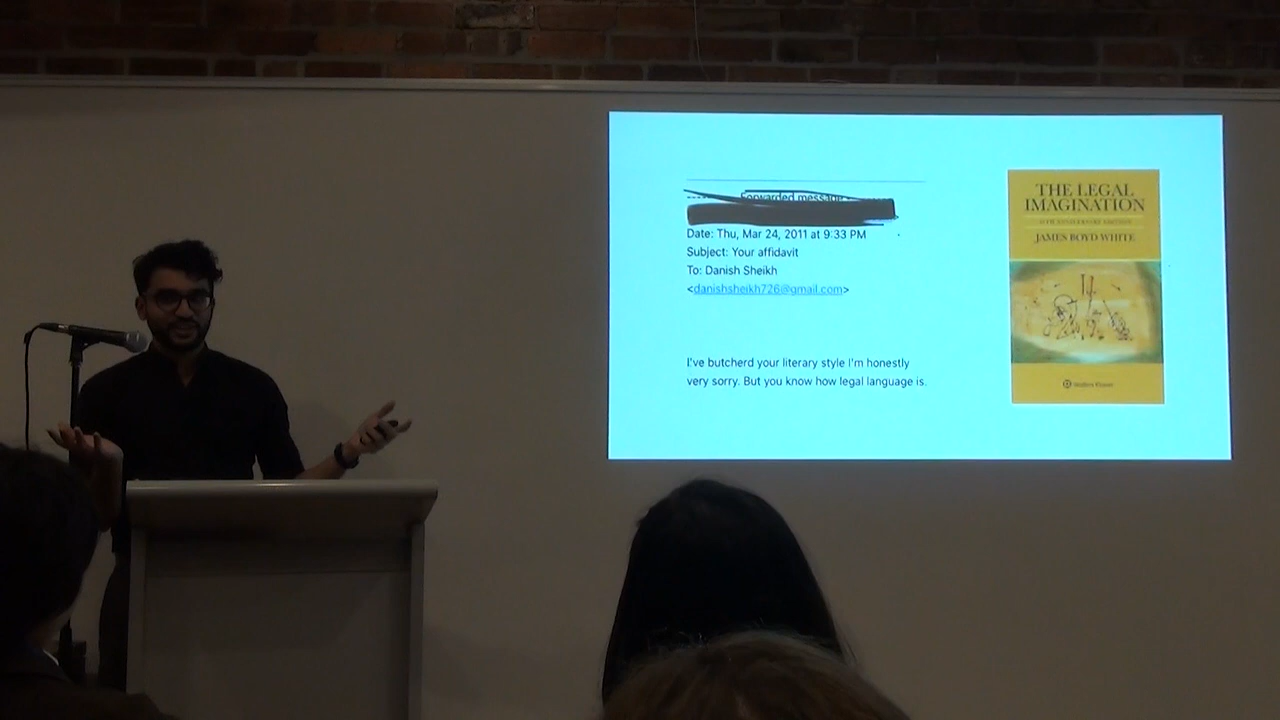 Forwarded message
Date: Thu, Mar 24, 2011 at 9:33 PM
Subject: Your affidavit
To: Danish Sheikh
<danishsheikh726@gmail.com>
I've butcherd your literary style I'm honestly
very sorry. But you know how legal language is.
THE LEGAL
IMAGINATION
JAMES BOYD WHITE
Wolters Kluwer